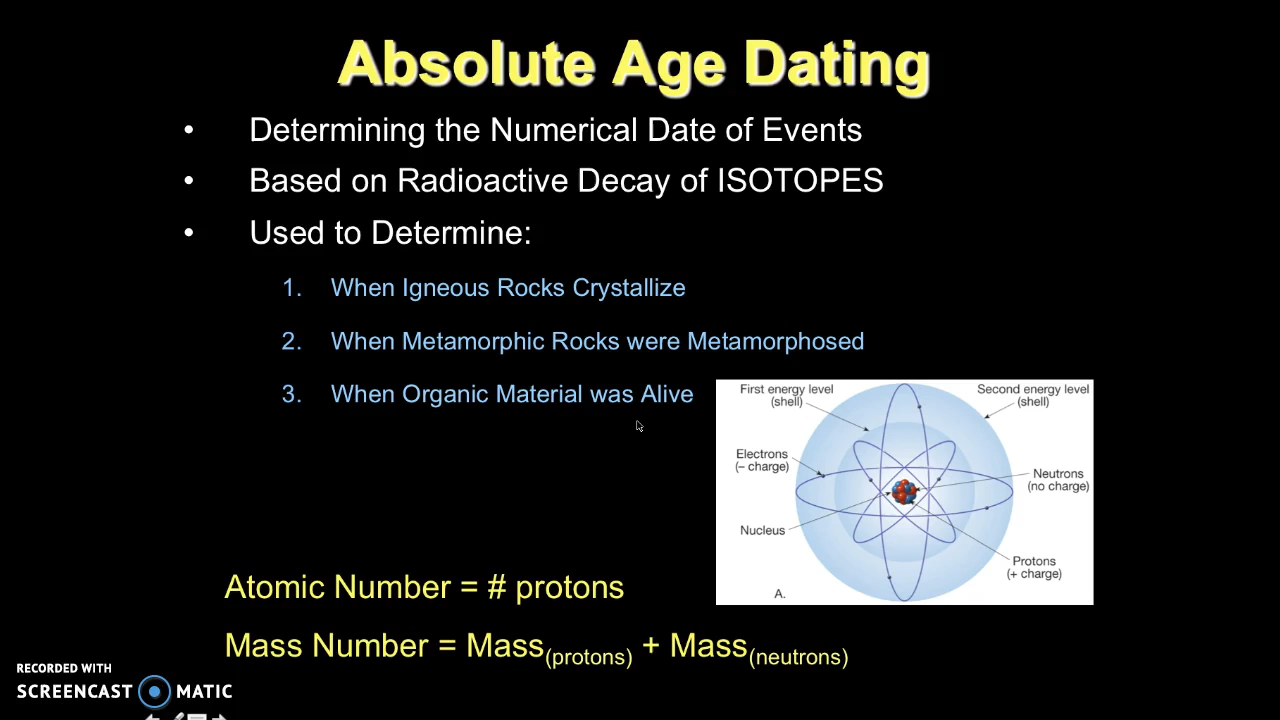 Absolute Age Dating
• Determining the Numerical Date of Events
• Based on Radioactive Decay of ISOTOPES
• Used to Determine:
1. When Igneous Rocks Crystallize
2. When Metamorphic Rocks were Metamorphosed
3. When Organic Material was Alive
First energy level
(shell)
Second energy level
(shell)
Electrons
(– charge)
Neutrons
(no charge)
Nucleus
Protons
(+ charge)
A.
Atomic Number = # protons
Mass Number = Mass(protons) + Mass(neutrons)
RECORDED WITH
SCREENCAST MATIC